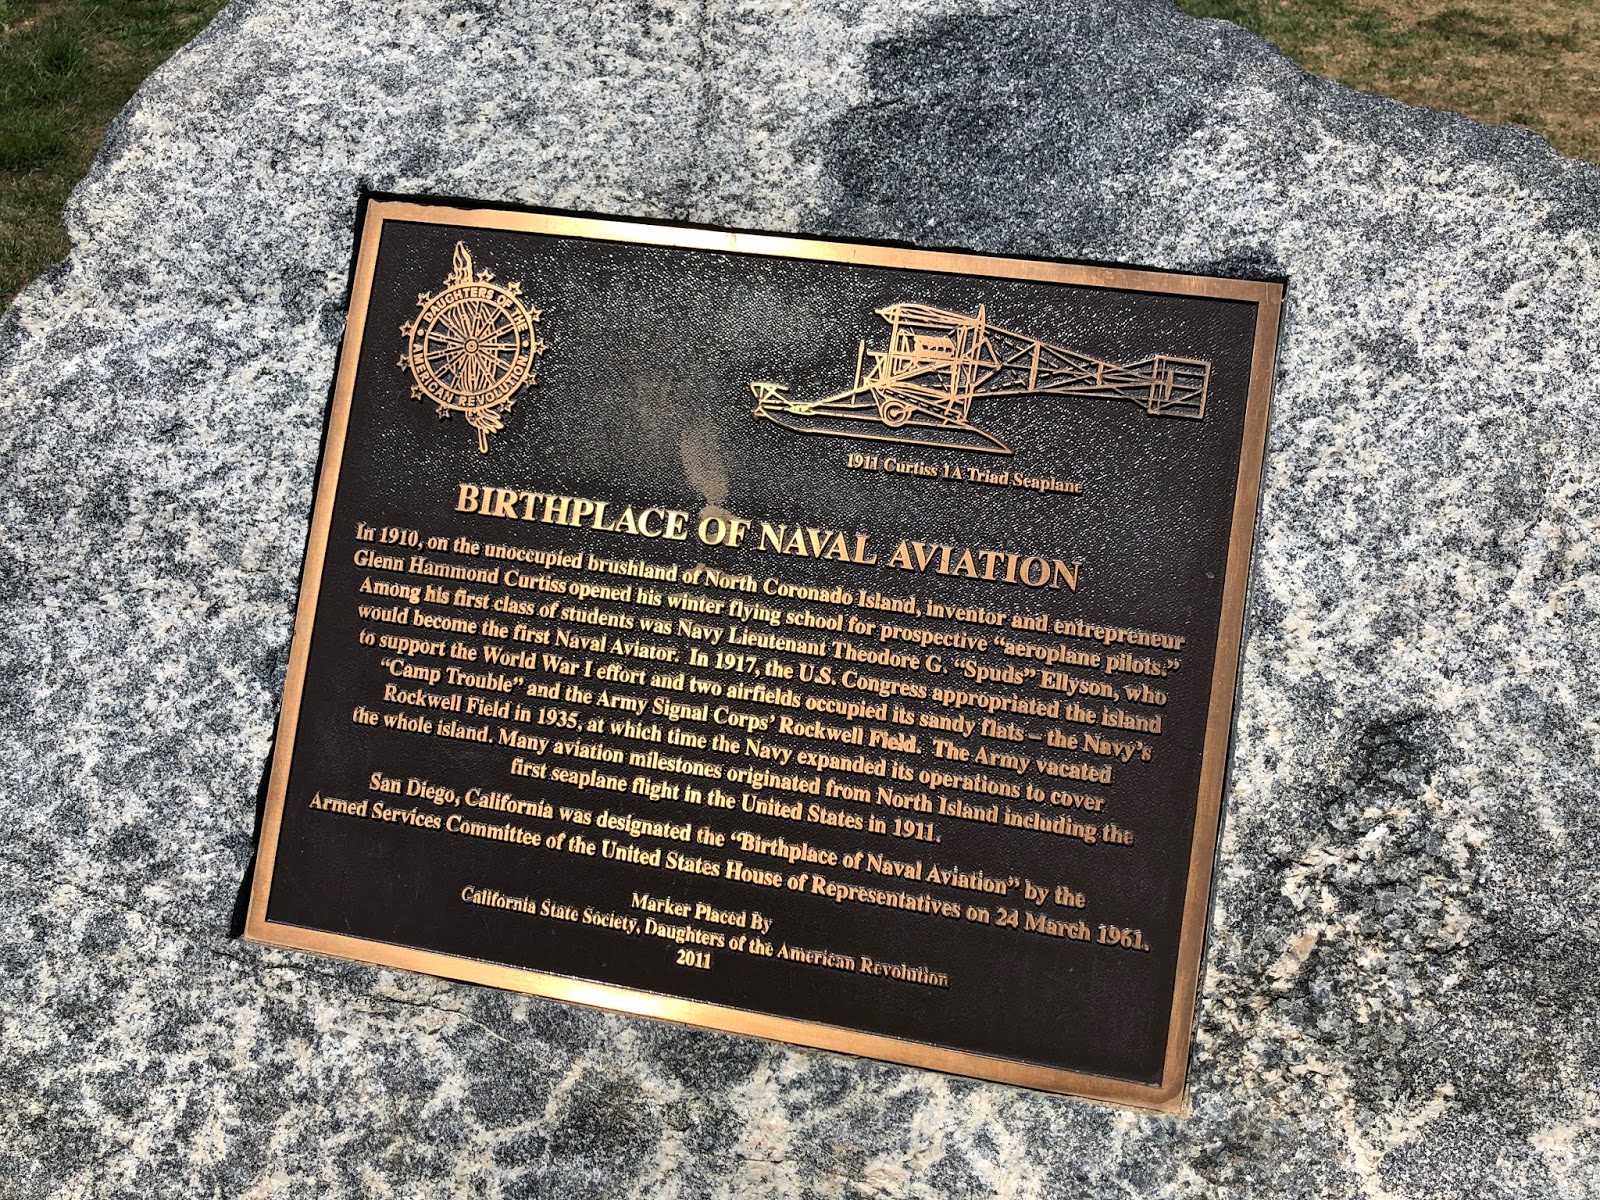 DAUGHTERS OF THE
AMERICAN REVOLUTION
1911 Curtiss 1A Triad Seaplane
BIRTHPLACE OF NAVAL AVIATION
In 1910, on the unoccupied brushland of North Coronado Island, inventor and entrepreneur
Glenn Hammond Curtiss opened his winter flying school for prospective “aeroplane pilots.”
Among his first class of students was Navy Lieutenant Theodore G. “Spuds” Ellyson, who
would become the first Naval Aviator. In 1917, the U.S. Congress appropriated the island
to support the World War I effort and two airfields occupied its sandy flats – the Navy’s
“Camp Trouble” and the Army Signal Corps’ Rockwell Field. The Army vacated
Rockwell Field in 1935, at which time the Navy expanded its operations to cover
the whole island. Many aviation milestones originated from North Island including the
first seaplane flight in the United States in 1911.
San Diego, California was designated the “Birthplace of Naval Aviation” by the
Armed Services Committee of the United States House of Representatives on 24 March 1961.
Marker Placed By
California State Society, Daughters of the American Revolution
2011